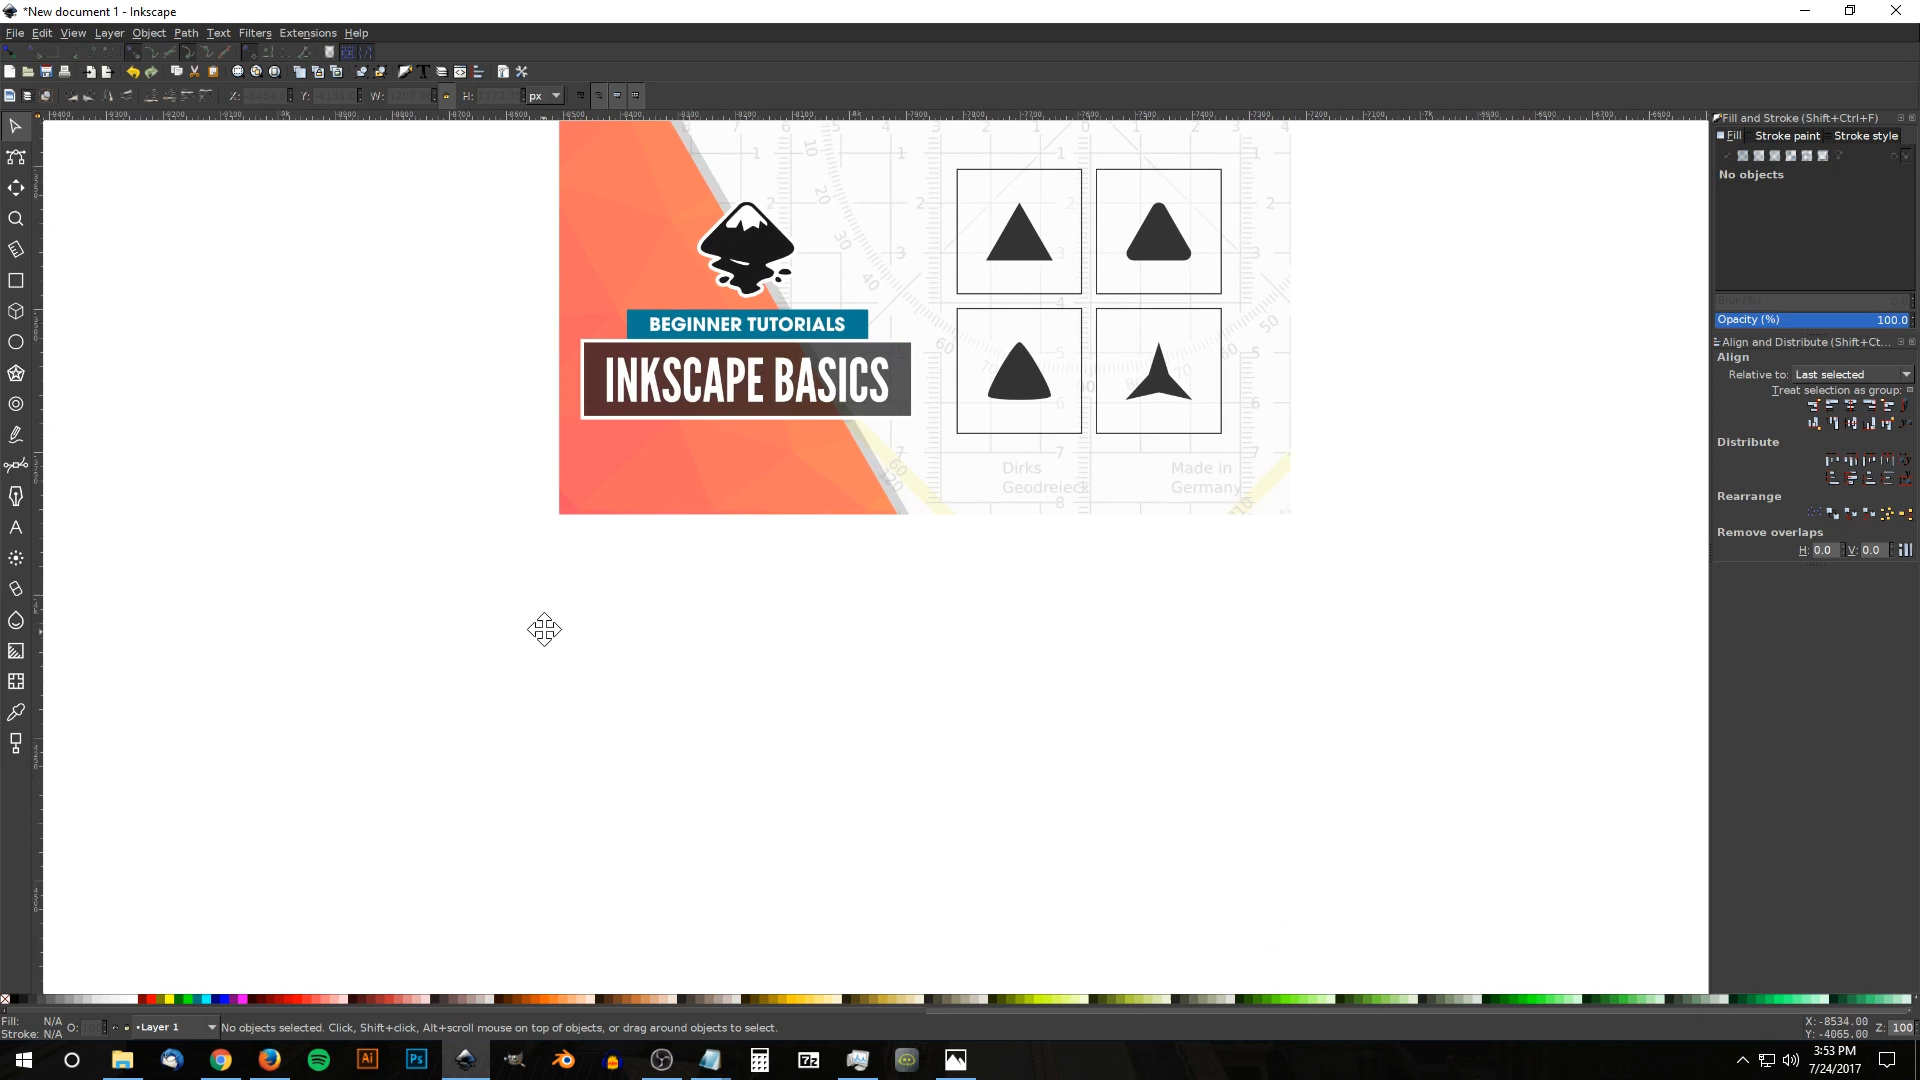 *New document 1 - Inkscape
File Edit View Layer Object Path Text Filters Extensions Help
X: Y: W: H: px
Fill and Stroke (Shift+Ctrl+F)
Fill Stroke paint Stroke style
No objects
Opacity (%) 100.0
Align and Distribute (Shift+Ct...
Align
Relative to: Last selected
Treat selection as group:
Distribute
Rearrange
Remove overlaps
H: 0.0 V: 0.0
BEGINNER TUTORIALS
INKSCAPE BASICS
Dirks
Geodreieck
Made in
Germany
Fill: N/A
Stroke: N/A
O:
•Layer 1
No objects selected. Click, Shift+click, Alt+scroll mouse on top of objects, or drag around objects to select.
X:-8534.00
Y:-4065.00
Z: 100
Ai
Ps
7z
3:53 PM
7/24/2017